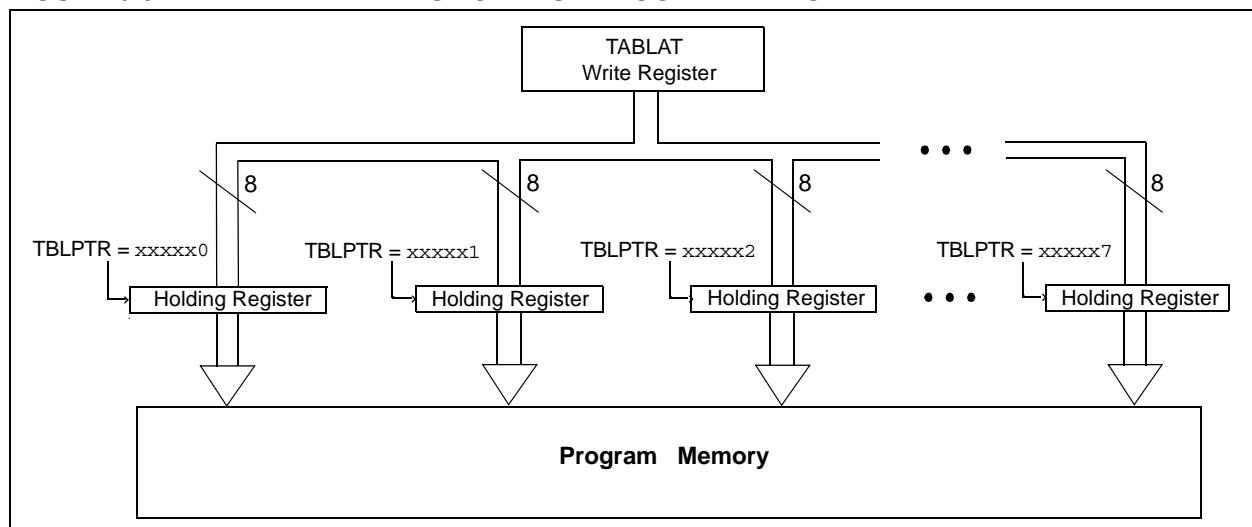 TABLAT
Write Register
8
8
8
8
TBLPTR = xxxxx0
TBLPTR = xxxxx1
TBLPTR = xxxxx2
TBLPTR = xxxxx7
Holding Register
Holding Register
Holding Register
Holding Register
Program Memory